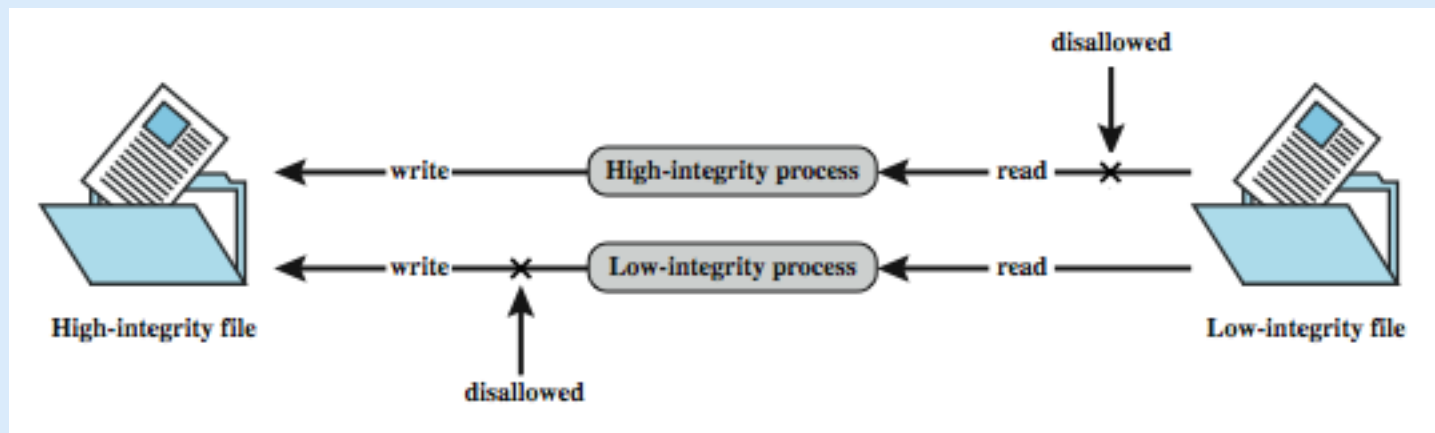 disallowed
write High-integrity process read
write Low-integrity process read
High-integrity file Low-integrity file
disallowed